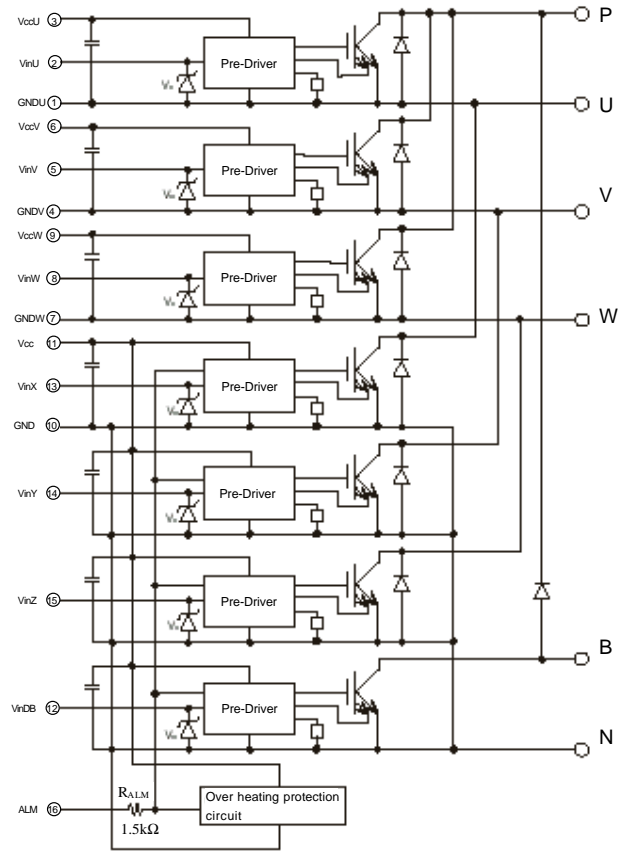 VccU 3 P
VinU 2 Pre-Driver
GNDU 1 U
VccV 6
VinV 5 Pre-Driver
GNDV 4 V
VccW 9
VinW 8 Pre-Driver
GNDW 7 W
Vcc 11
VinX 13 Pre-Driver
GND 10
VinY 14 Pre-Driver
VinZ 15 Pre-Driver
B
VinDB 12 Pre-Driver
N
RALM
ALM 16 Over heating protection
circuit
1.5kΩ